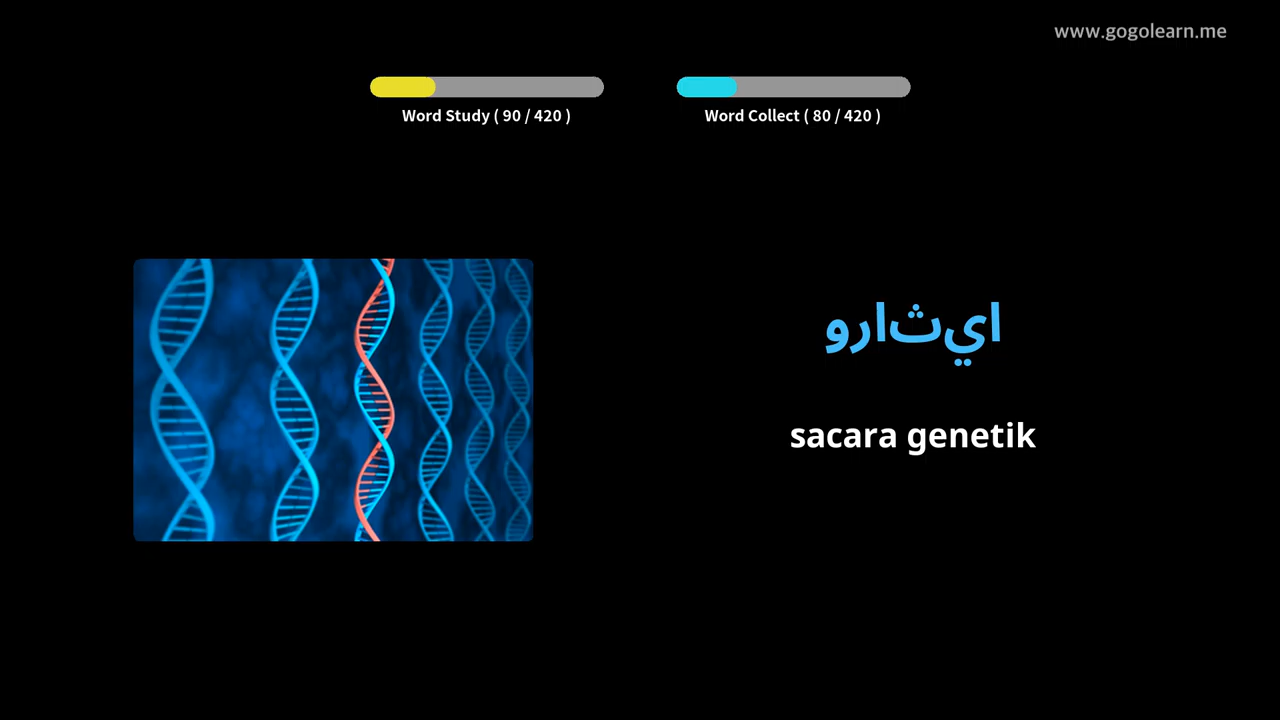 www.gogolearn.me
Word Study ( 90 / 420 )
Word Collect ( 80 / 420 )
ايثارو
sacara genetik